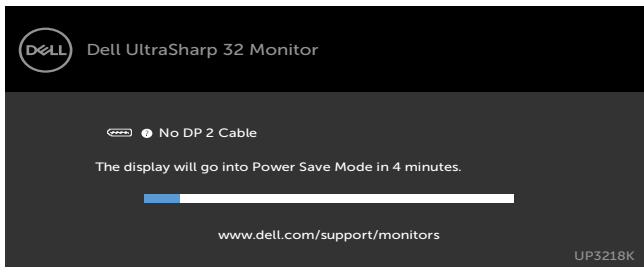 DELL Dell UltraSharp 32 Monitor
No DP 2 Cable
The display will go into Power Save Mode in 4 minutes.
www.dell.com/support/monitors
UP3218K